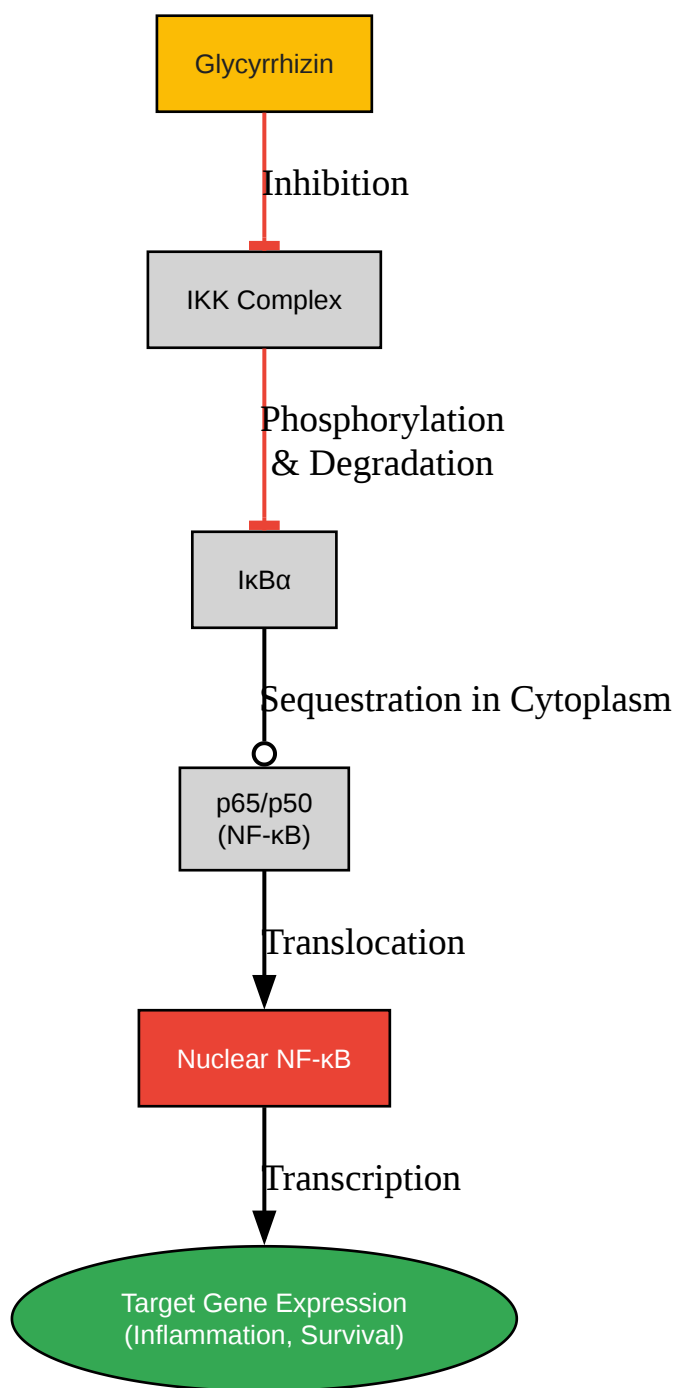 Glycyrrhizin
Inhibition
IKK Complex
Phosphorylation
& Degradation
IκBα
Sequestration in Cytoplasm
p65/p50
(NF-κB)
Translocation
Nuclear NF-κB
Transcription
Target Gene Expression
(Inflammation, Survival)